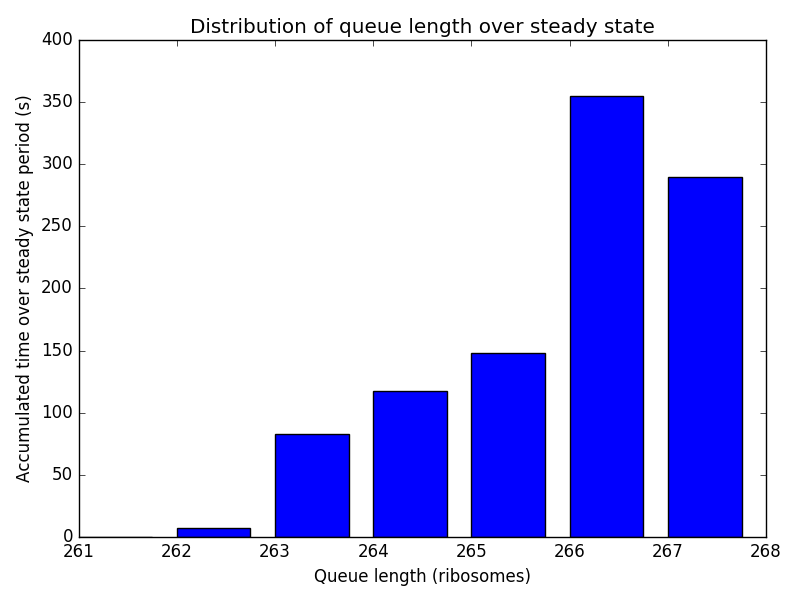 Distribution of queue length over steady state
400
350
300
250
200
150
100
50
0
261 262 263 264 265 266 267 268
Queue length (ribosomes)
Accumulated time over steady state period (s)